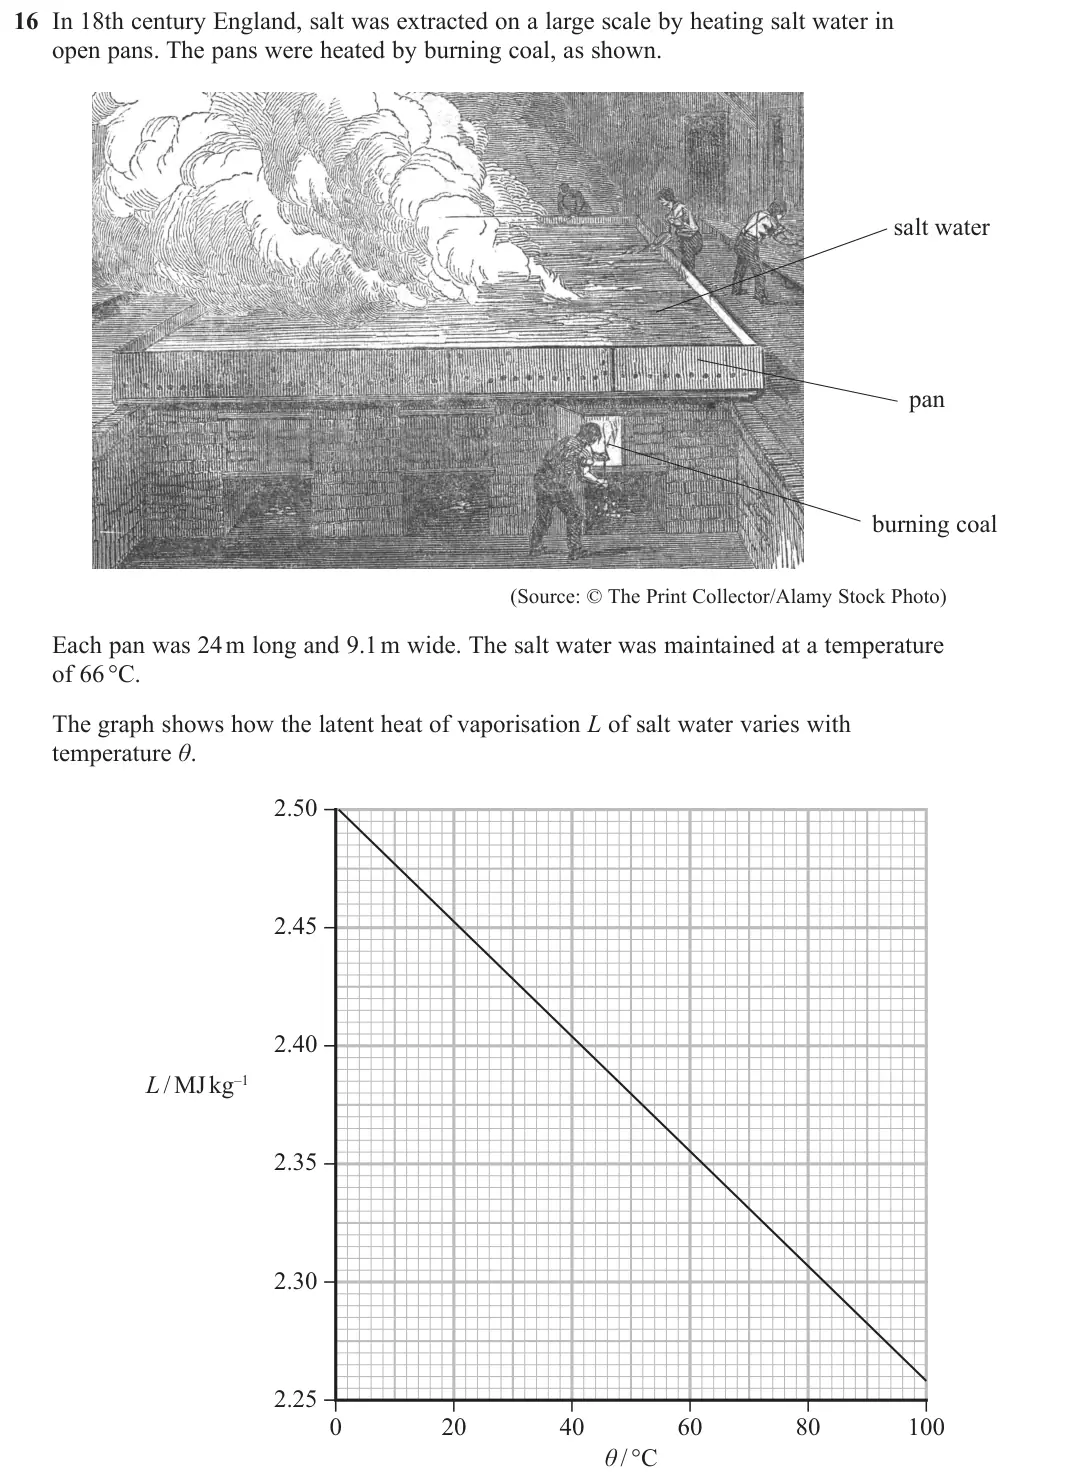 16 In 18th century England, salt was extracted on a large scale by heating salt water in
open pans. The pans were heated by burning coal, as shown.
salt water
pan
burning coal
(Source: © The Print Collector/Alamy Stock Photo)
Each pan was 24 m long and 9.1 m wide. The salt water was maintained at a temperature
of 66 °C.
The graph shows how the latent heat of vaporisation L of salt water varies with
temperature θ.
2.50
2.45
2.40
L / MJ kg⁻¹
2.35
2.30
2.25
0 20 40 60 80 100
θ / °C